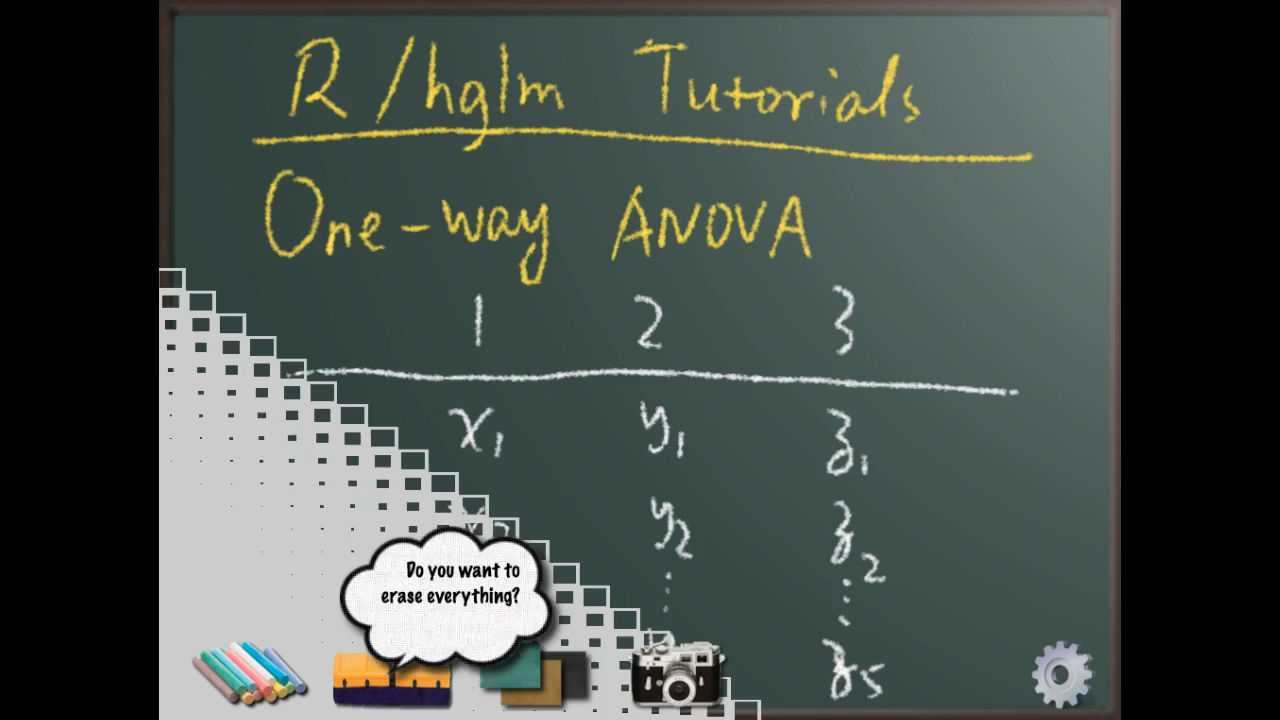 R/hglm Tutorials
One-way ANOVA
1 2 3
x₁ y₁ z₁
y₂ z₂
⋮ ⋮
z₅
Do you want to
erase everything?